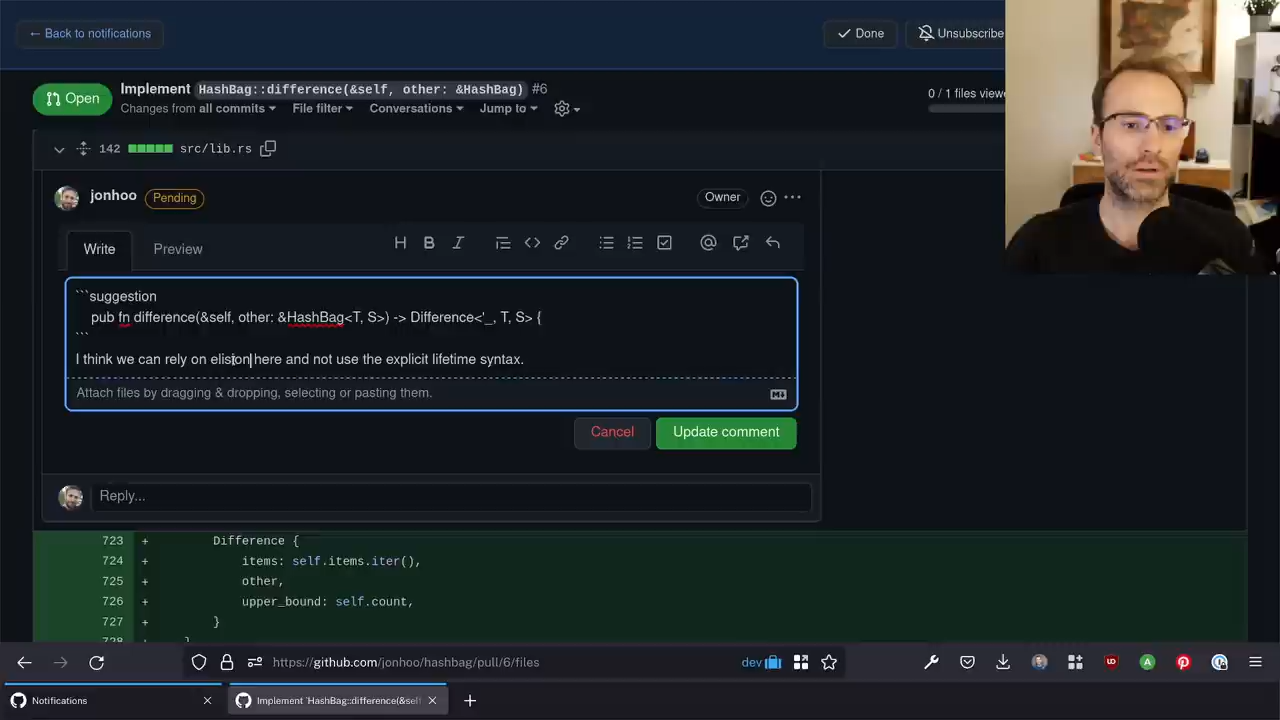 ← Back to notifications
Done
Unsubscribe
Open
Implement HashBag::difference(&self, other: &HashBag) #6
Changes from all commits
File filter
Conversations
Jump to
0 / 1 files viewe
142
src/lib.rs
jonhoo
Pending
Owner
Write
Preview
```suggestion
pub fn difference(&self, other: &HashBag<T, S>) -> Difference<'_, T, S> {
```
I think we can rely on elision here and not use the explicit lifetime syntax.
Attach files by dragging & dropping, selecting or pasting them.
Cancel
Update comment
Reply...
723 + Difference {
724 + items: self.items.iter(),
725 + other,
726 + upper_bound: self.count,
727 + }
728 + }
https://github.com/jonhoo/hashbag/pull/6/files
dev
Notifications
Implement `HashBag::difference(&sel